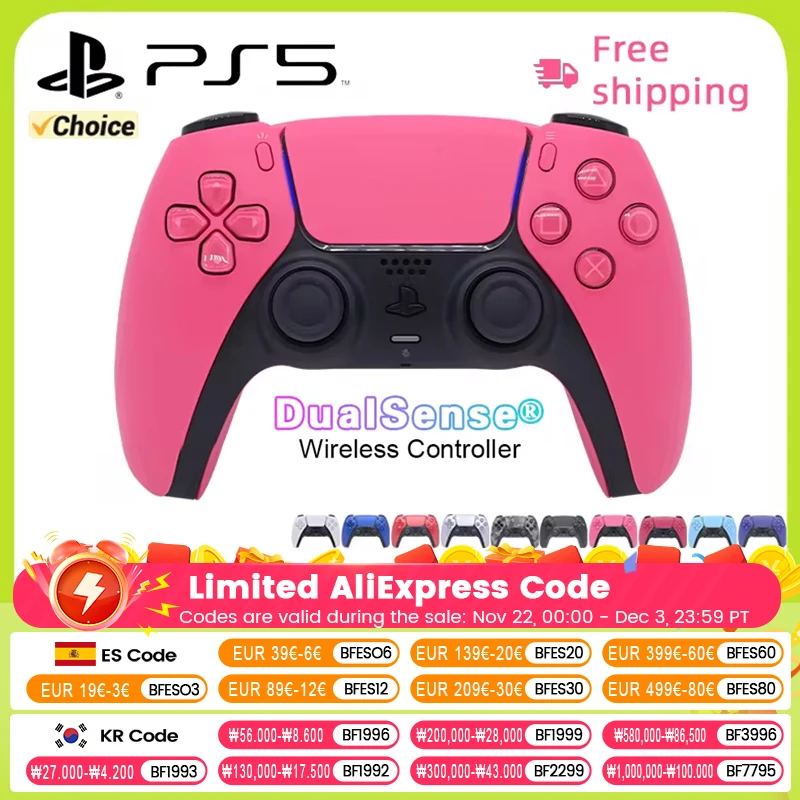 PS5™
Free
shipping
Choice
DualSense®
Wireless Controller
Limited AliExpress Code
Codes are valid during the sale: Nov 22, 00:00 - Dec 3, 23:59 PT
ES Code
EUR 39€-6€ BFES06
EUR 139€-20€ BFES20
EUR 399€-60€ BFES60
EUR 19€-3€ BFES03
EUR 89€-12€ BFES12
EUR 209€-30€ BFES30
EUR 499€-80€ BFES80
KR Code
₩56.000-₩8.600 BF1996
₩200,000-₩28,000 BF1999
₩580,000-₩86,500 BF3996
₩27.000-₩4.200 BF1993
₩130,000-₩17.500 BF1992
₩300,000-₩43.000 BF2299
₩1,000,000-₩100.000 BF7795